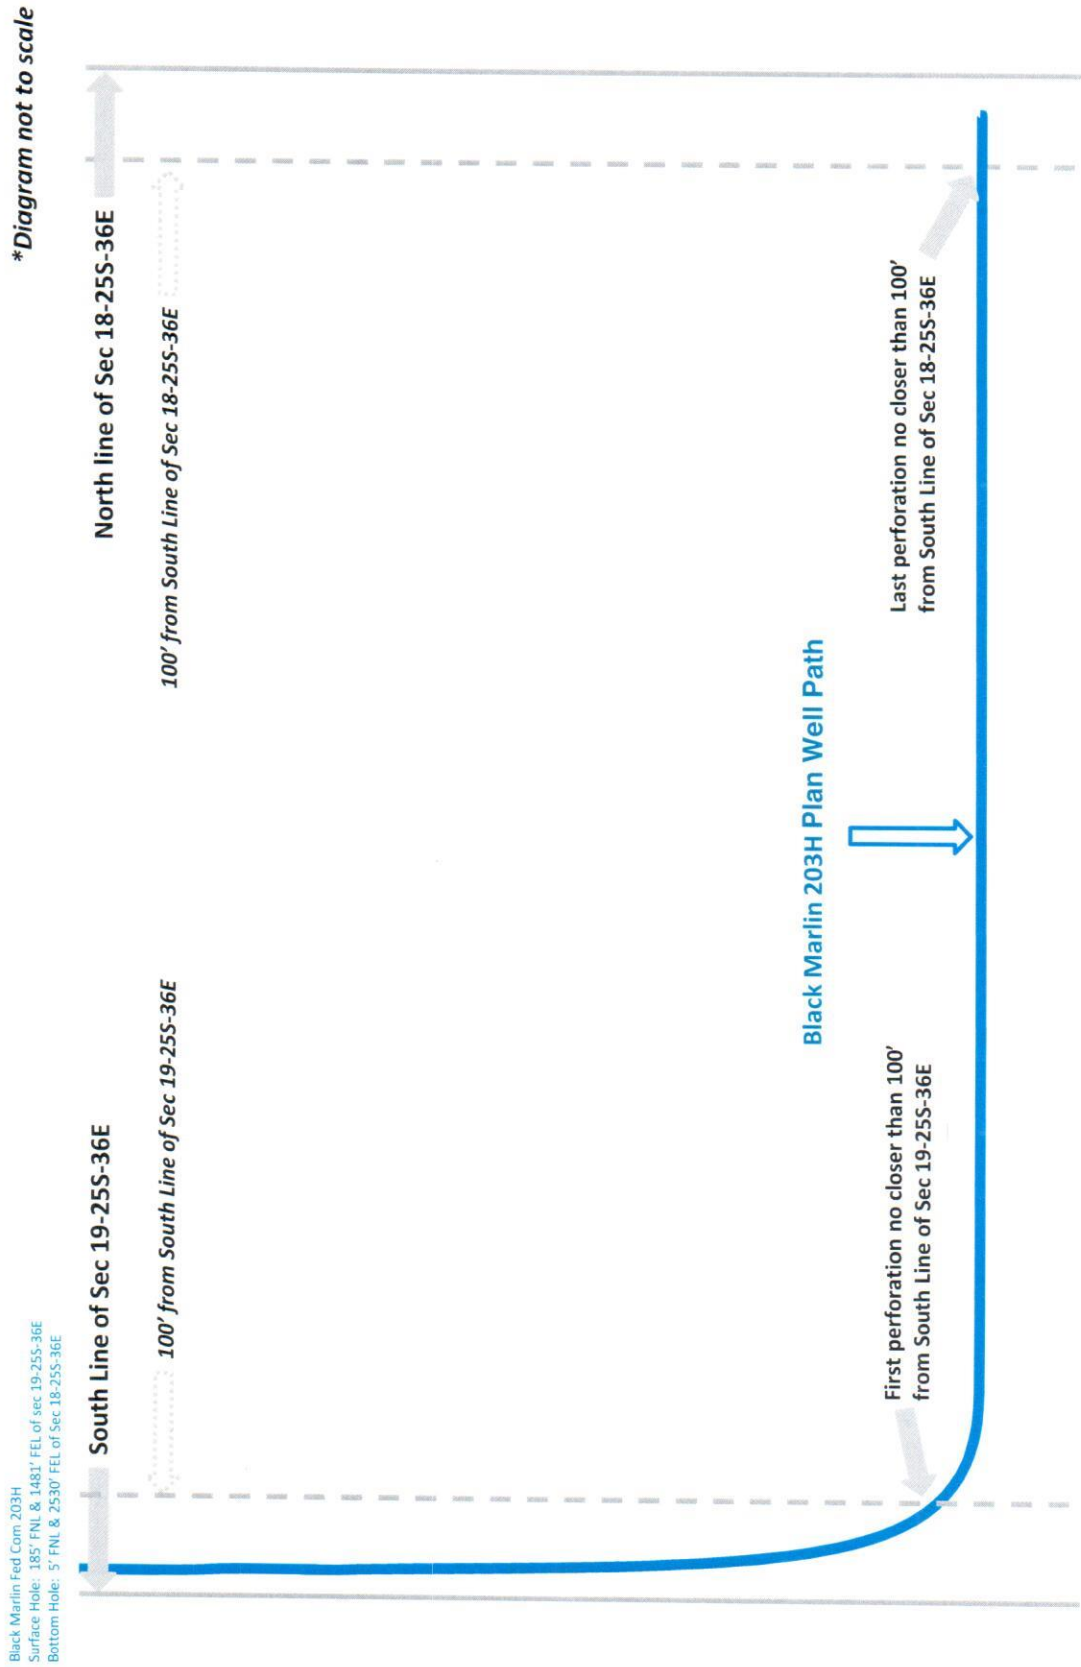 Black Marlin Fed Com 203H
Surface Hole: 185' FNL & 1481' FEL of sec 19-25S-36E
Bottom Hole: 5' FNL & 2530' FEL of Sec 18-25S-36E
*Diagram not to scale
South Line of Sec 19-25S-36E
North line of Sec 18-25S-36E
100' from South Line of Sec 19-25S-36E
100' from South Line of Sec 18-25S-36E
Black Marlin 203H Plan Well Path
First perforation no closer than 100'
from South Line of Sec 19-25S-36E
Last perforation no closer than 100'
from South Line of Sec 18-25S-36E